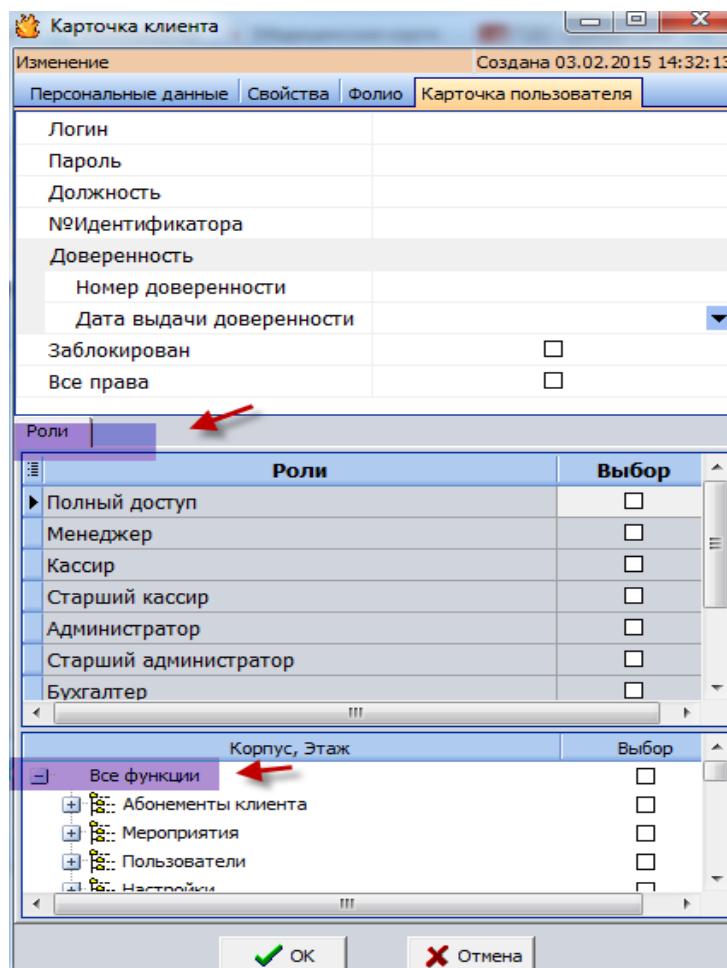 Карточка клиента
Изменение Создана 03.02.2015 14:32:13
Персональные данные Свойства Фолио Карточка пользователя
Логин
Пароль
Должность
№Идентификатора
Доверенность
Номер доверенности
Дата выдачи доверенности
Заблокирован
Все права
Роли
Роли Выбор
Полный доступ
Менеджер
Кассир
Старший кассир
Администратор
Старший администратор
Бухгалтер
Корпус, Этаж Выбор
Все функции
Абонементы клиента
Мероприятия
Пользователи
Настройки
OK Отмена